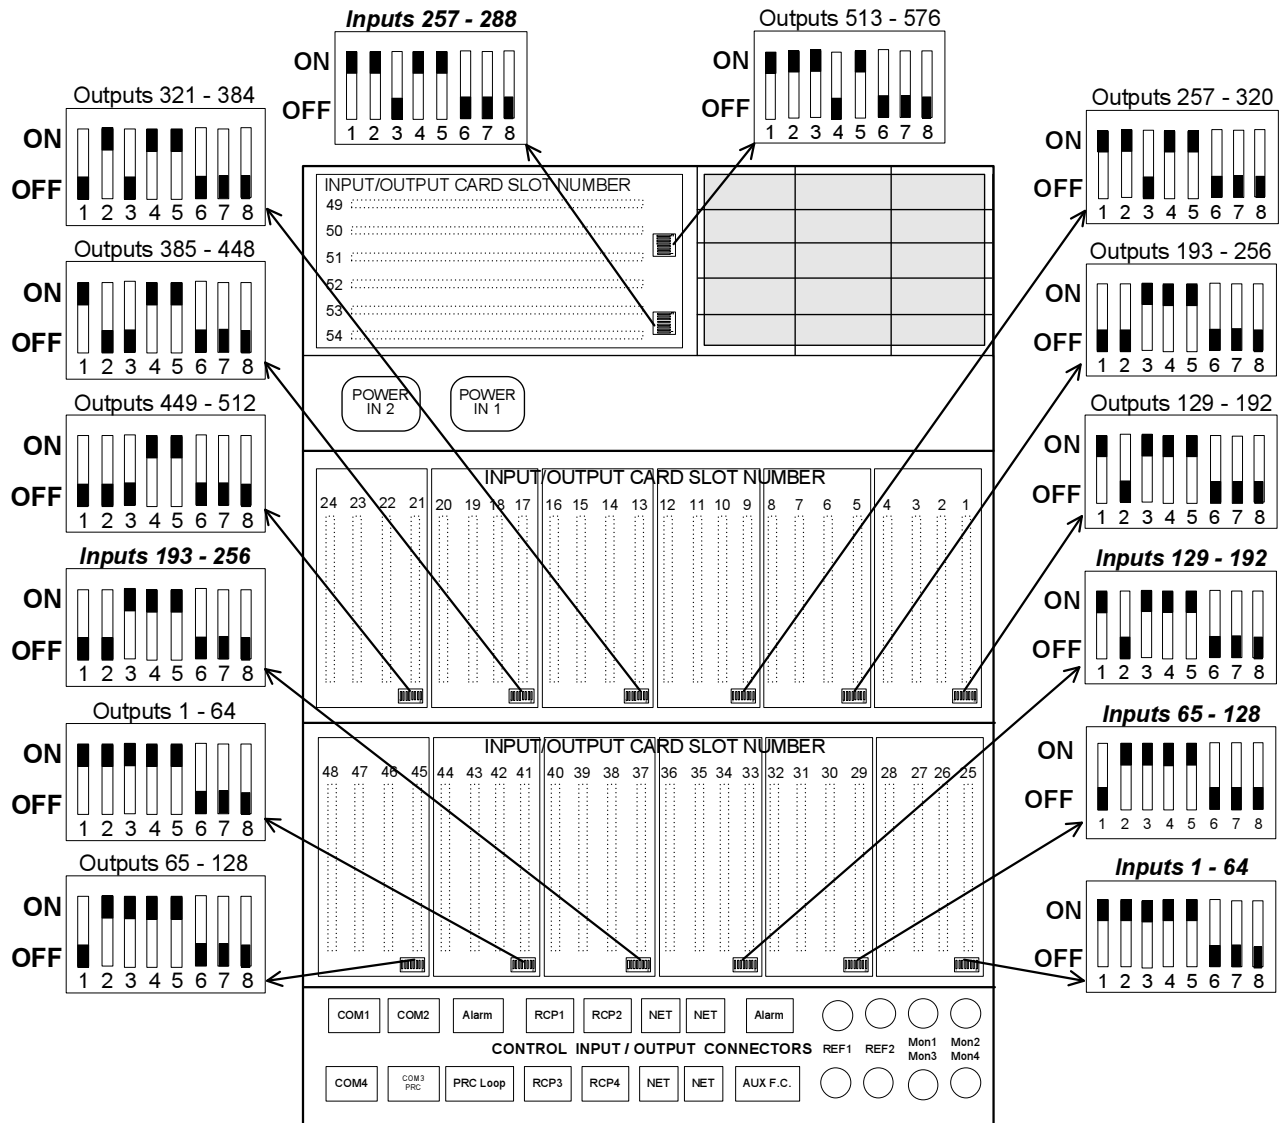 Inputs 257 - 288
ON
OFF
1 2 3 4 5 6 7 8
Outputs 513 - 576
ON
OFF
1 2 3 4 5 6 7 8
Outputs 321 - 384
ON
OFF
1 2 3 4 5 6 7 8
Outputs 385 - 448
ON
OFF
1 2 3 4 5 6 7 8
Outputs 449 - 512
ON
OFF
1 2 3 4 5 6 7 8
Inputs 193 - 256
ON
OFF
1 2 3 4 5 6 7 8
Outputs 1 - 64
ON
OFF
1 2 3 4 5 6 7 8
Outputs 65 - 128
ON
OFF
1 2 3 4 5 6 7 8
Outputs 257 - 320
ON
OFF
1 2 3 4 5 6 7 8
Outputs 193 - 256
ON
OFF
1 2 3 4 5 6 7 8
Outputs 129 - 192
ON
OFF
1 2 3 4 5 6 7 8
Inputs 129 - 192
ON
OFF
1 2 3 4 5 6 7 8
Inputs 65 - 128
ON
OFF
1 2 3 4 5 6 7 8
Inputs 1 - 64
ON
OFF
1 2 3 4 5 6 7 8
INPUT/OUTPUT CARD SLOT NUMBER
49
50
51
52
53
54
POWER
IN 2
POWER
IN 1
INPUT/OUTPUT CARD SLOT NUMBER
24 23 22 21 20 19 18 17 16 15 14 13 12 11 10 9 8 7 6 5 4 3 2 1
INPUT/OUTPUT CARD SLOT NUMBER
48 47 46 45 44 43 42 41 40 39 38 37 36 35 34 33 32 31 30 29 28 27 26 25
COM1 COM2 Alarm RCP1 RCP2 NET NET Alarm
CONTROL INPUT / OUTPUT CONNECTORS
REF1 REF2
Mon1
Mon3
Mon2
Mon4
COM4
COM3
PRC
PRC Loop RCP3 RCP4 NET NET AUX F.C.